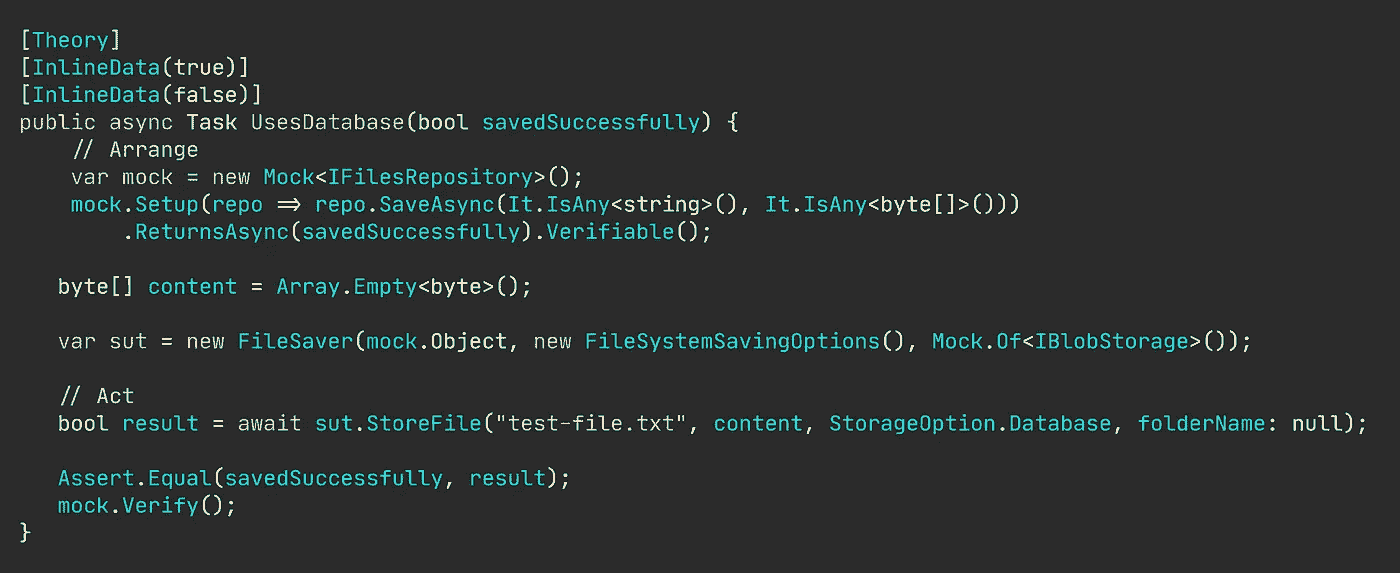 [Theory]
[InlineData(true)]
[InlineData(false)]
public async Task UsesDatabase(bool savedSuccessfully) {
// Arrange
var mock = new Mock<IFilesRepository>();
mock.Setup(repo => repo.SaveAsync(It.IsAny<string>(), It.IsAny<byte[]>()))
.ReturnsAsync(savedSuccessfully).Verifiable();
byte[] content = Array.Empty<byte>();
var sut = new FileSaver(mock.Object, new FileSystemSavingOptions(), Mock.Of<IBlobStorage>());
// Act
bool result = await sut.StoreFile("test-file.txt", content, StorageOption.Database, folderName: null);
Assert.Equal(savedSuccessfully, result);
mock.Verify();
}